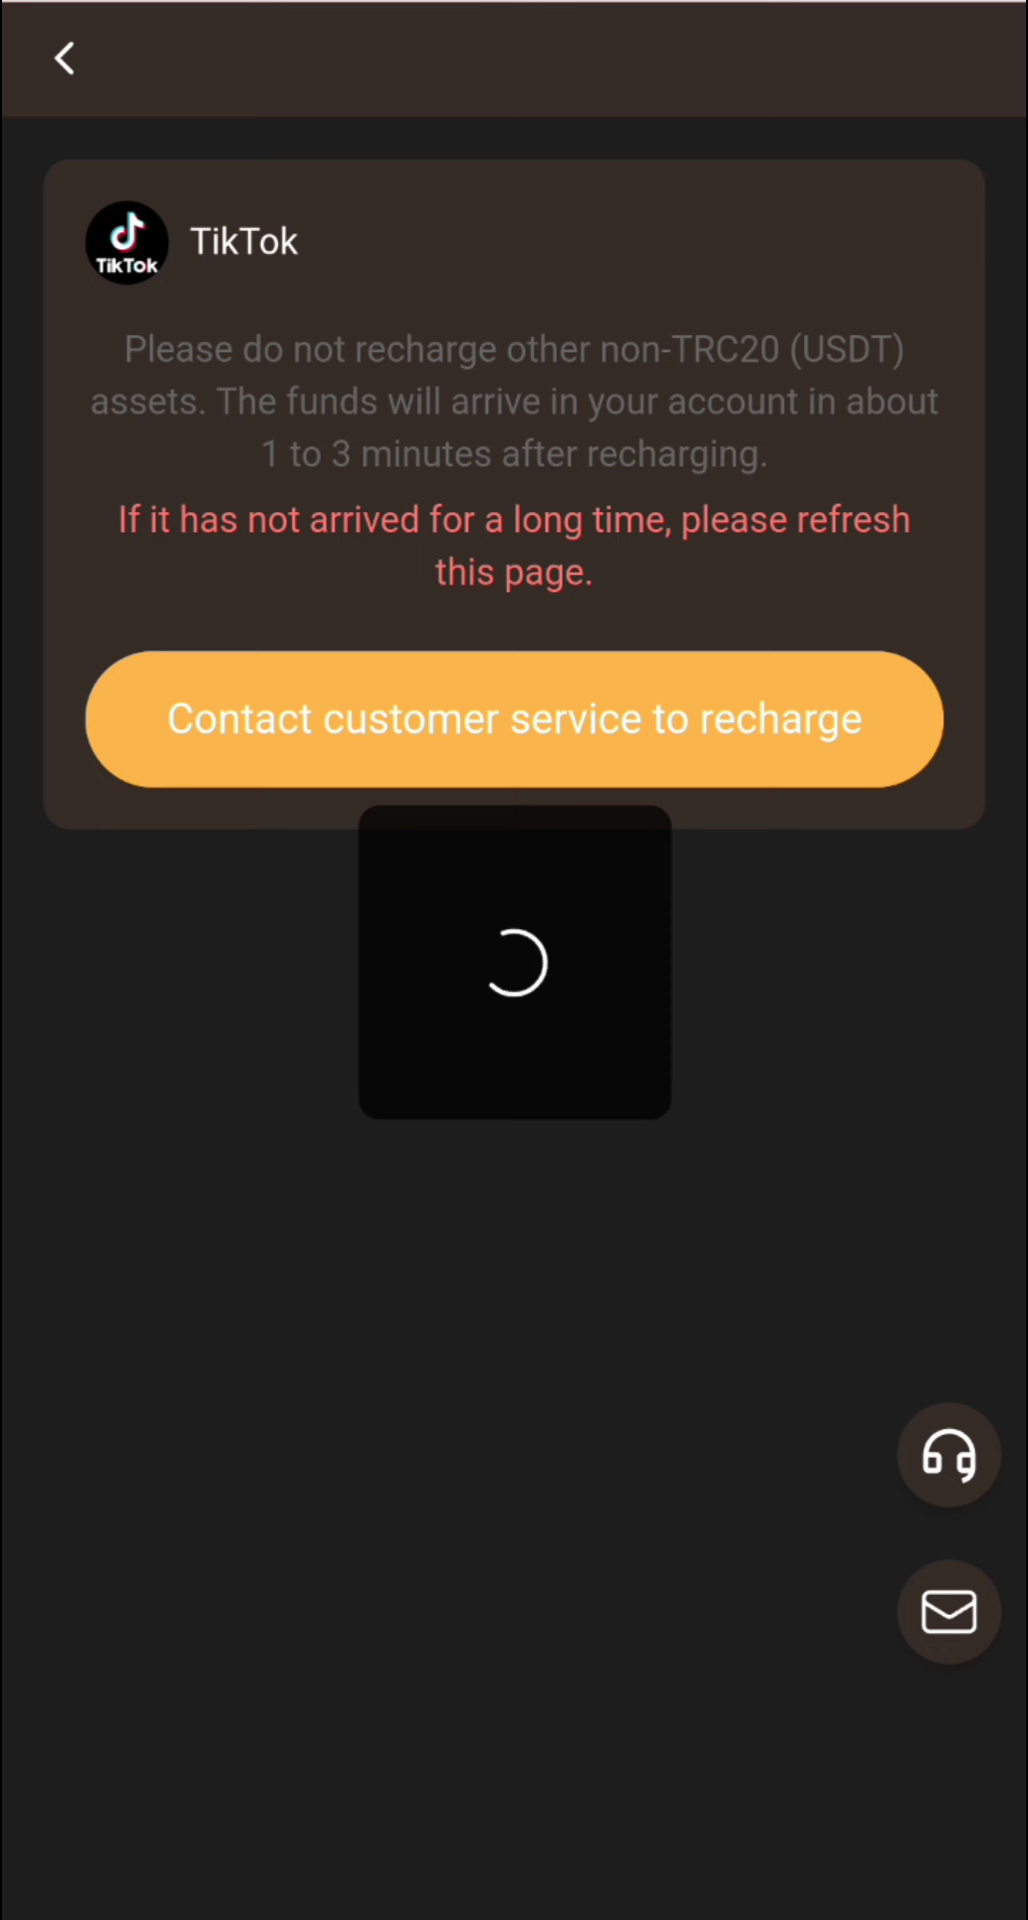 TikTok
TikTok
Please do not recharge other non-TRC20 (USDT)
assets. The funds will arrive in your account in about
1 to 3 minutes after recharging.
If it has not arrived for a long time, please refresh
this page.
Contact customer service to recharge